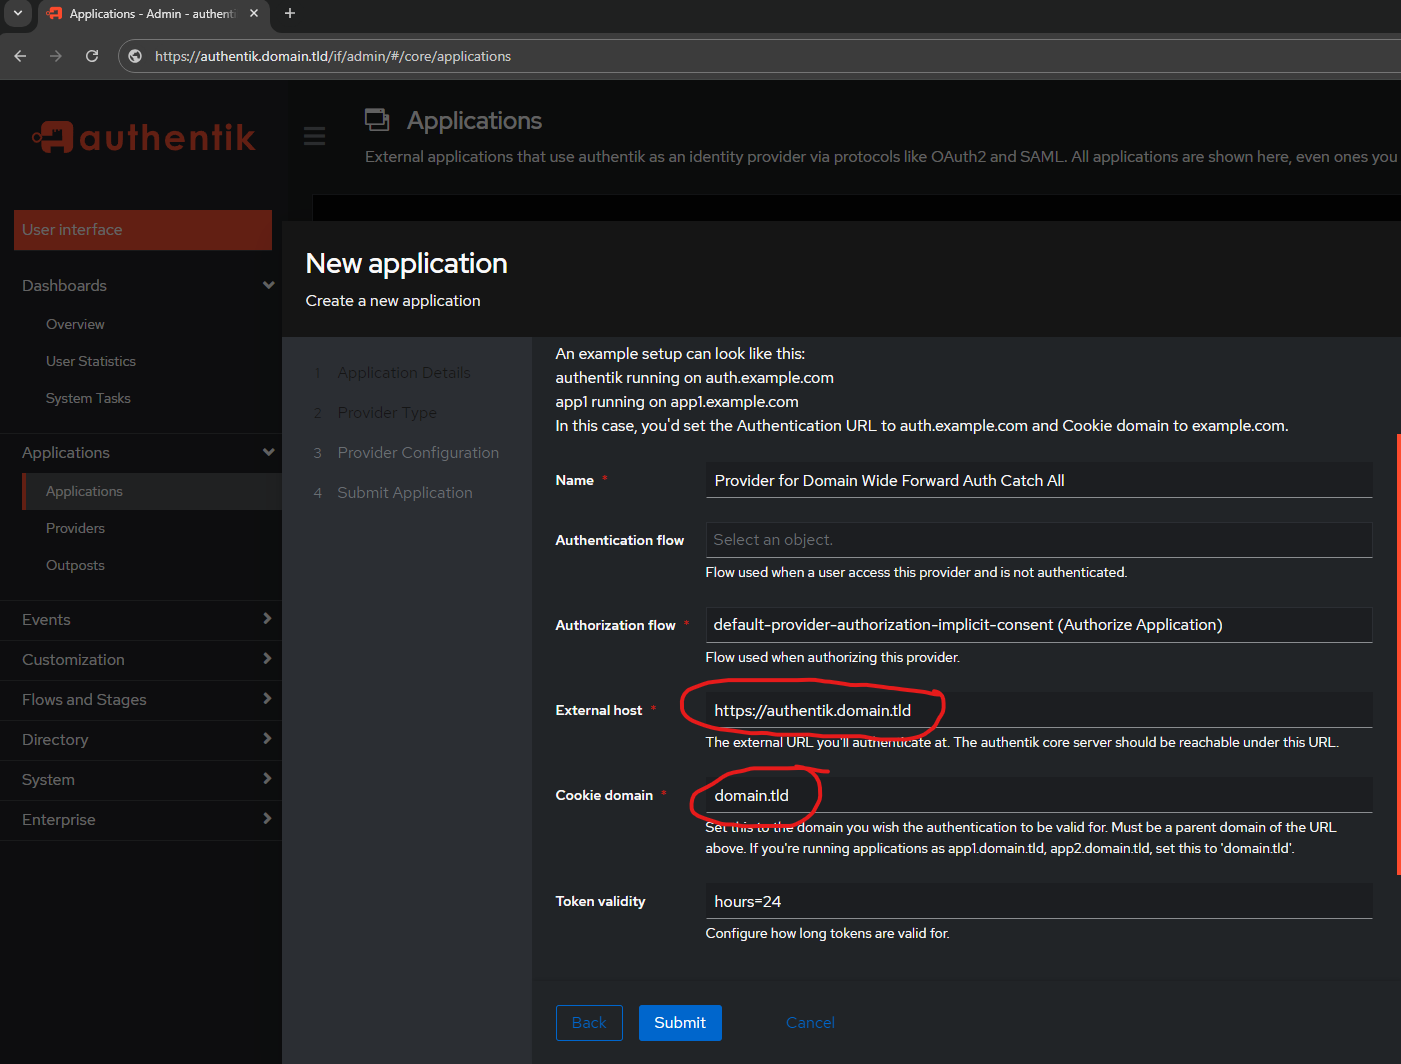 Applications - Admin - authenti
https://authentik.domain.tld/if/admin/#/core/applications
authentik
Applications
External applications that use authentik as an identity provider via protocols like OAuth2 and SAML. All applications are shown here, even ones you
User interface
Dashboards
Overview
User Statistics
System Tasks
Applications
Applications
Providers
Outposts
Events
Customization
Flows and Stages
Directory
System
Enterprise
New application
Create a new application
1 Application Details
2 Provider Type
3 Provider Configuration
4 Submit Application
An example setup can look like this:
authentik running on auth.example.com
app1 running on app1.example.com
In this case, you'd set the Authentication URL to auth.example.com and Cookie domain to example.com.
Name * Provider for Domain Wide Forward Auth Catch All
Authentication flow Select an object.
Flow used when a user access this provider and is not authenticated.
Authorization flow * default-provider-authorization-implicit-consent (Authorize Application)
Flow used when authorizing this provider.
External host * https://authentik.domain.tld
The external URL you'll authenticate at. The authentik core server should be reachable under this URL.
Cookie domain * domain.tld
Set this to the domain you wish the authentication to be valid for. Must be a parent domain of the URL
above. If you're running applications as app1.domain.tld, app2.domain.tld, set this to 'domain.tld'.
Token validity hours=24
Configure how long tokens are valid for.
Back Submit Cancel